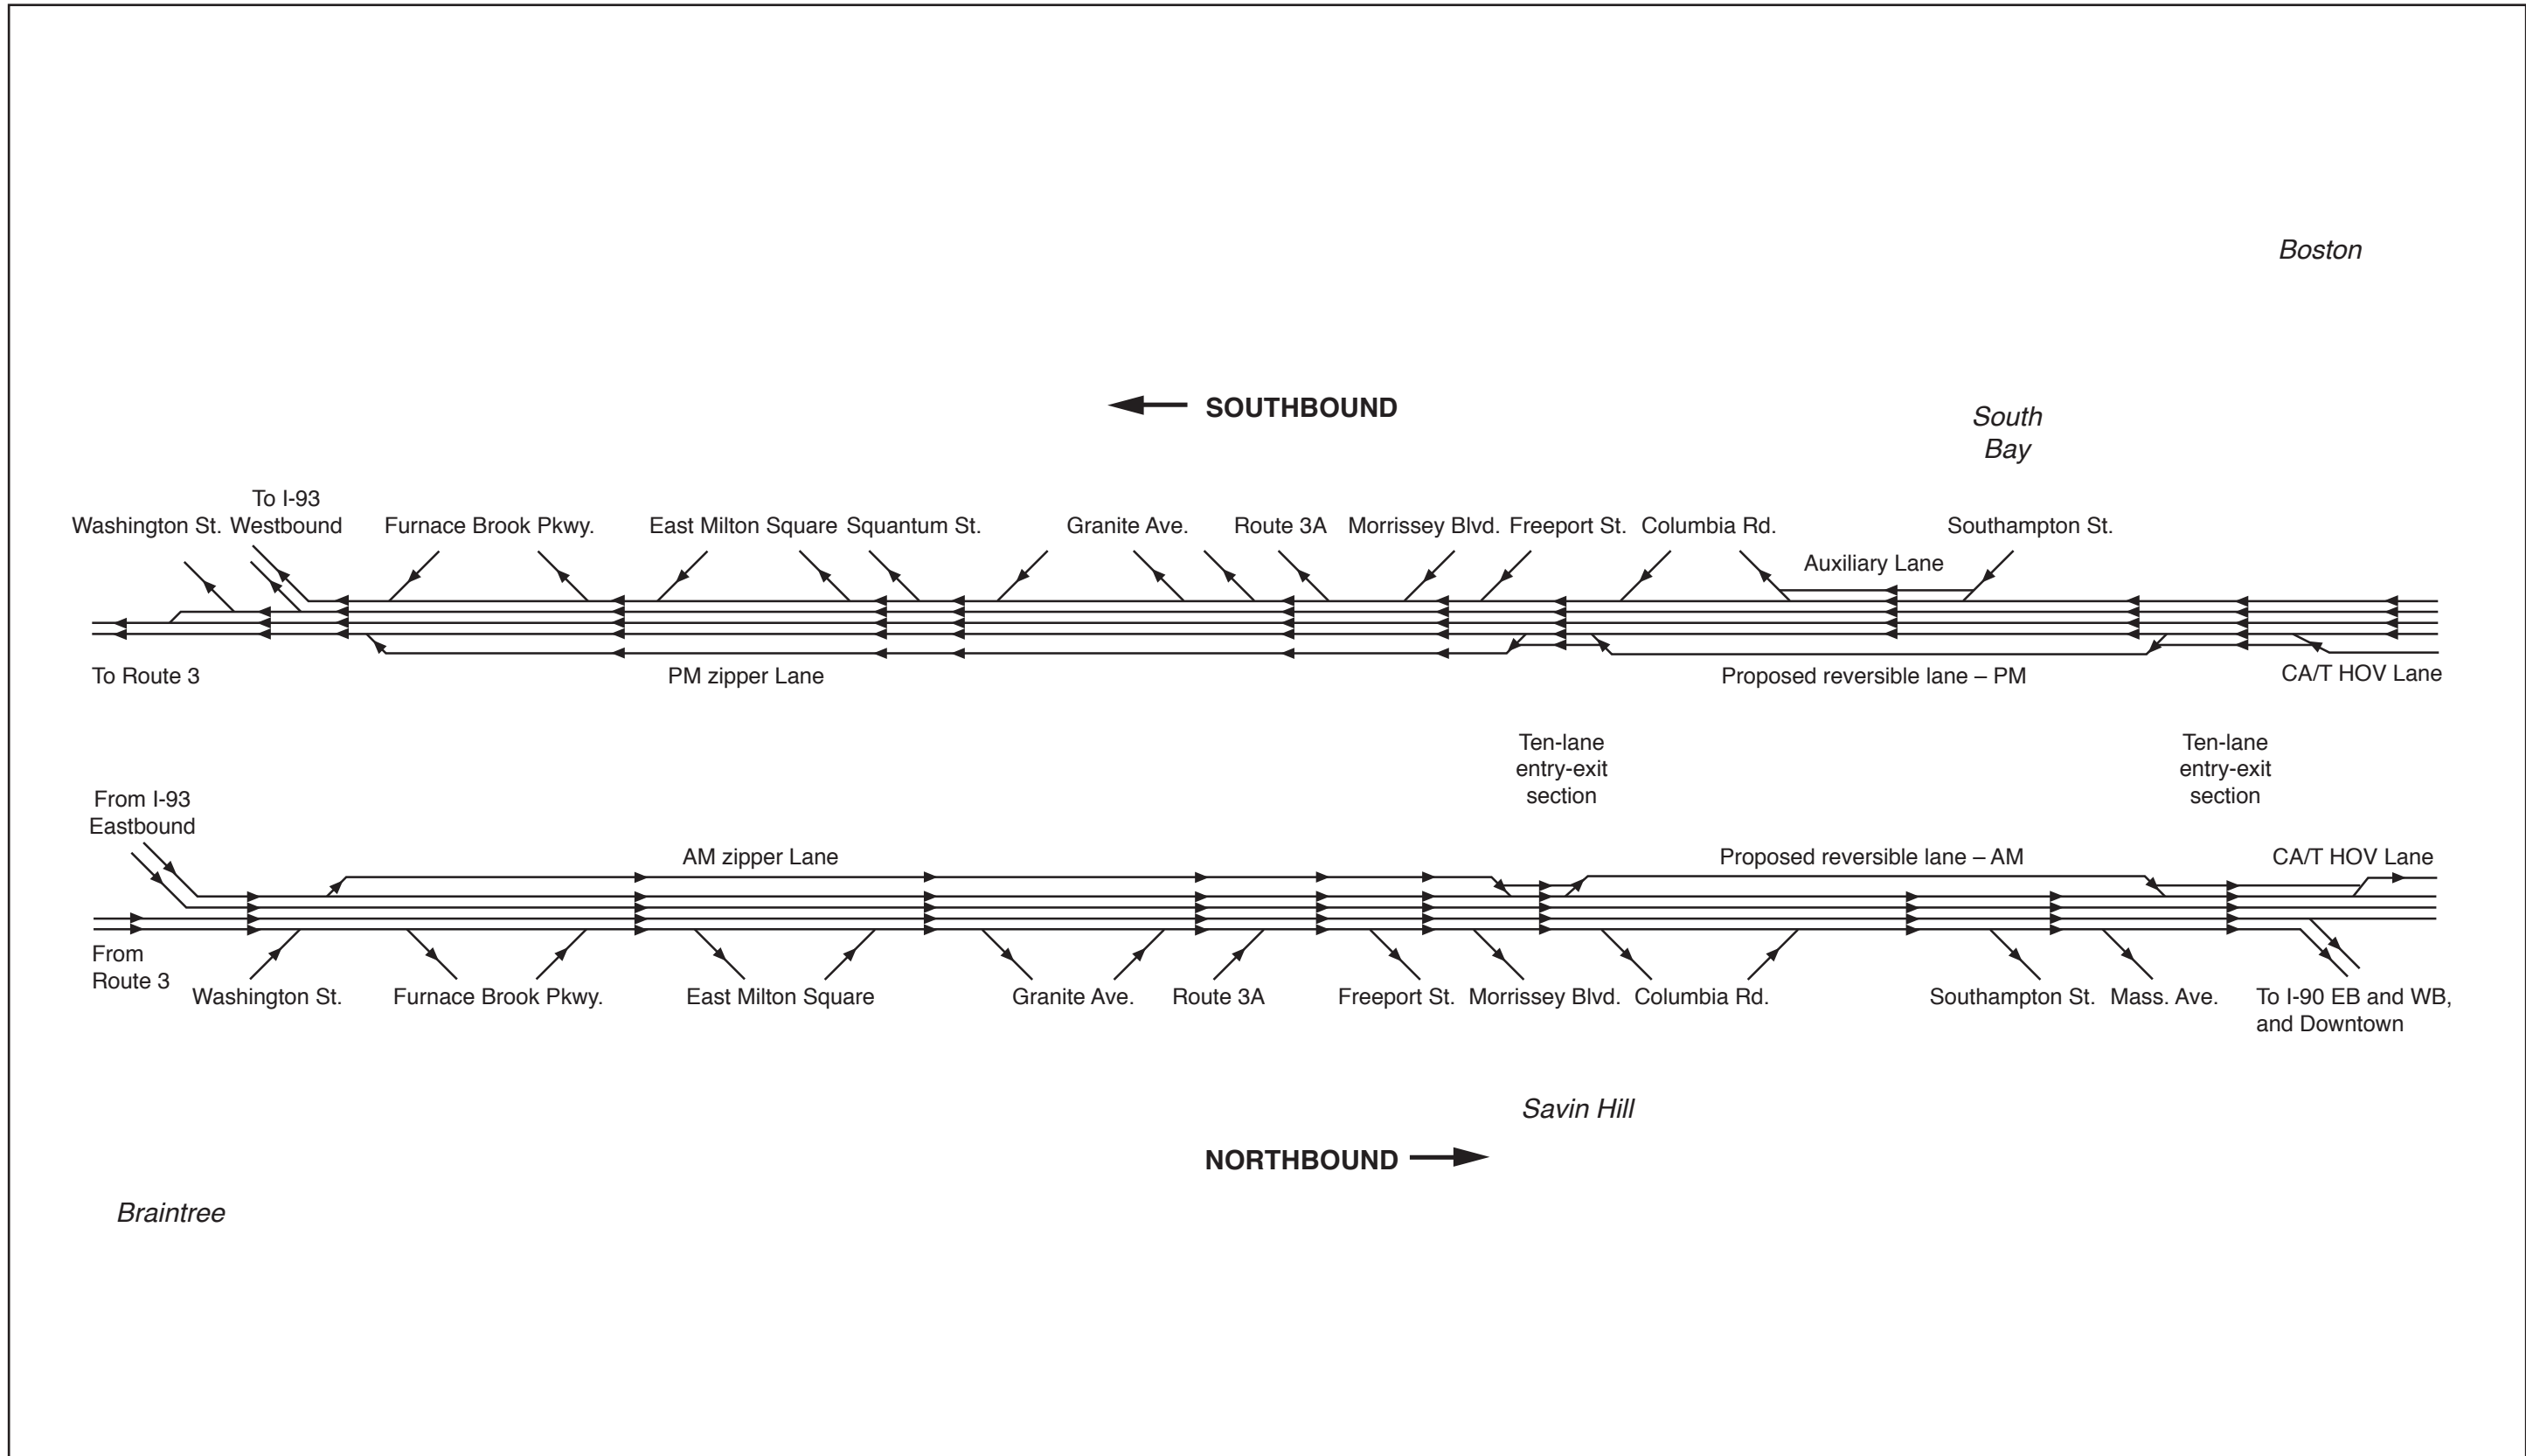 Boston
SOUTHBOUND
South
Bay
To I-93
Washington St. Westbound Furnace Brook Pkwy. East Milton Square Squantum St. Granite Ave. Route 3A Morrissey Blvd. Freeport St. Columbia Rd. Southampton St.
Auxiliary Lane
To Route 3 PM zipper Lane Proposed reversible lane – PM CA/T HOV Lane
Ten-lane
entry-exit
section
Ten-lane
entry-exit
section
From I-93
Eastbound
AM zipper Lane Proposed reversible lane – AM CA/T HOV Lane
From
Route 3
Washington St. Furnace Brook Pkwy. East Milton Square Granite Ave. Route 3A Freeport St. Morrissey Blvd. Columbia Rd. Southampton St. Mass. Ave. To I-90 EB and WB,
and Downtown
Savin Hill
NORTHBOUND
Braintree